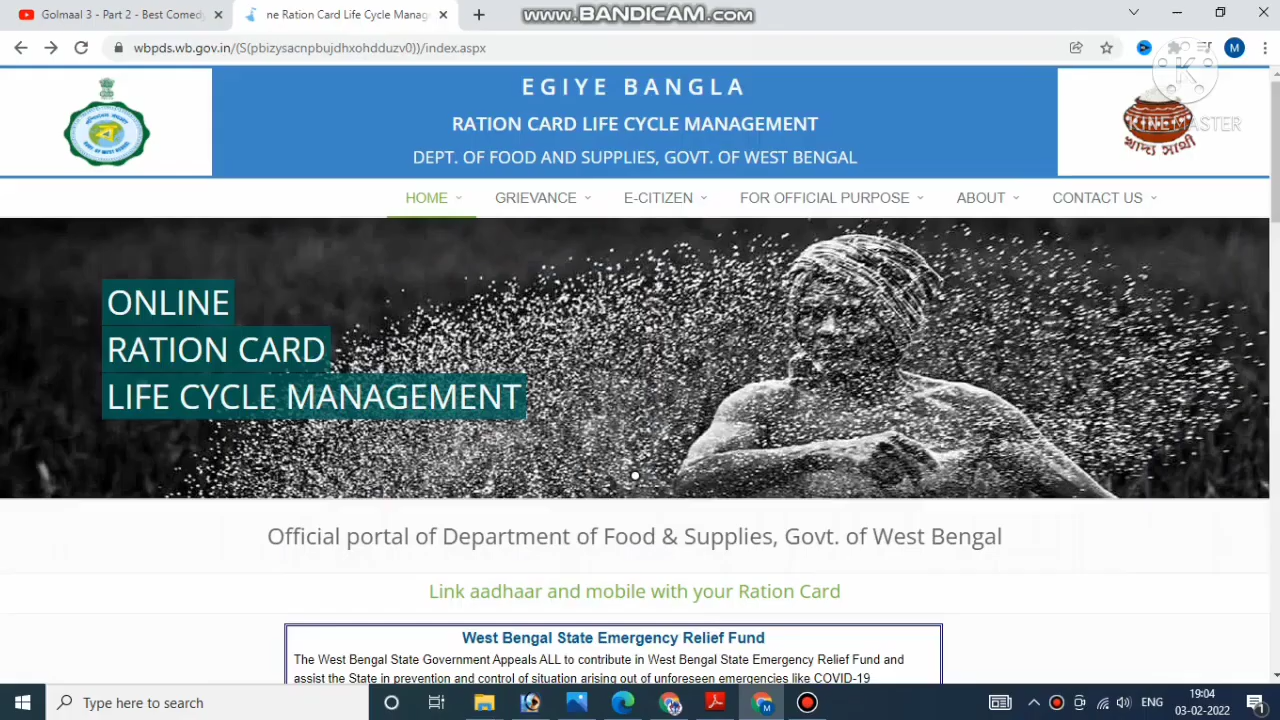 Golmaal 3 - Part 2 - Best Comedy
ne Ration Card Life Cycle Manag
www.BANDICAM.com
wbpds.wb.gov.in/(S(pbizysacnpbujdhxohdduzv0))/index.aspx
M
K
EGIYE BANGLA
RATION CARD LIFE CYCLE MANAGEMENT
DEPT. OF FOOD AND SUPPLIES, GOVT. OF WEST BENGAL
KINEMASTER
খাদ্য সাথী
HOME
GRIEVANCE
E-CITIZEN
FOR OFFICIAL PURPOSE
ABOUT
CONTACT US
ONLINE
RATION CARD
LIFE CYCLE MANAGEMENT
Official portal of Department of Food & Supplies, Govt. of West Bengal
Link aadhaar and mobile with your Ration Card
West Bengal State Emergency Relief Fund
The West Bengal State Government Appeals ALL to contribute in West Bengal State Emergency Relief Fund and
assist the State in prevention and control of situation arising out of unforeseen emergencies like COVID-19
Type here to search
ENG
19:04
03-02-2022
1